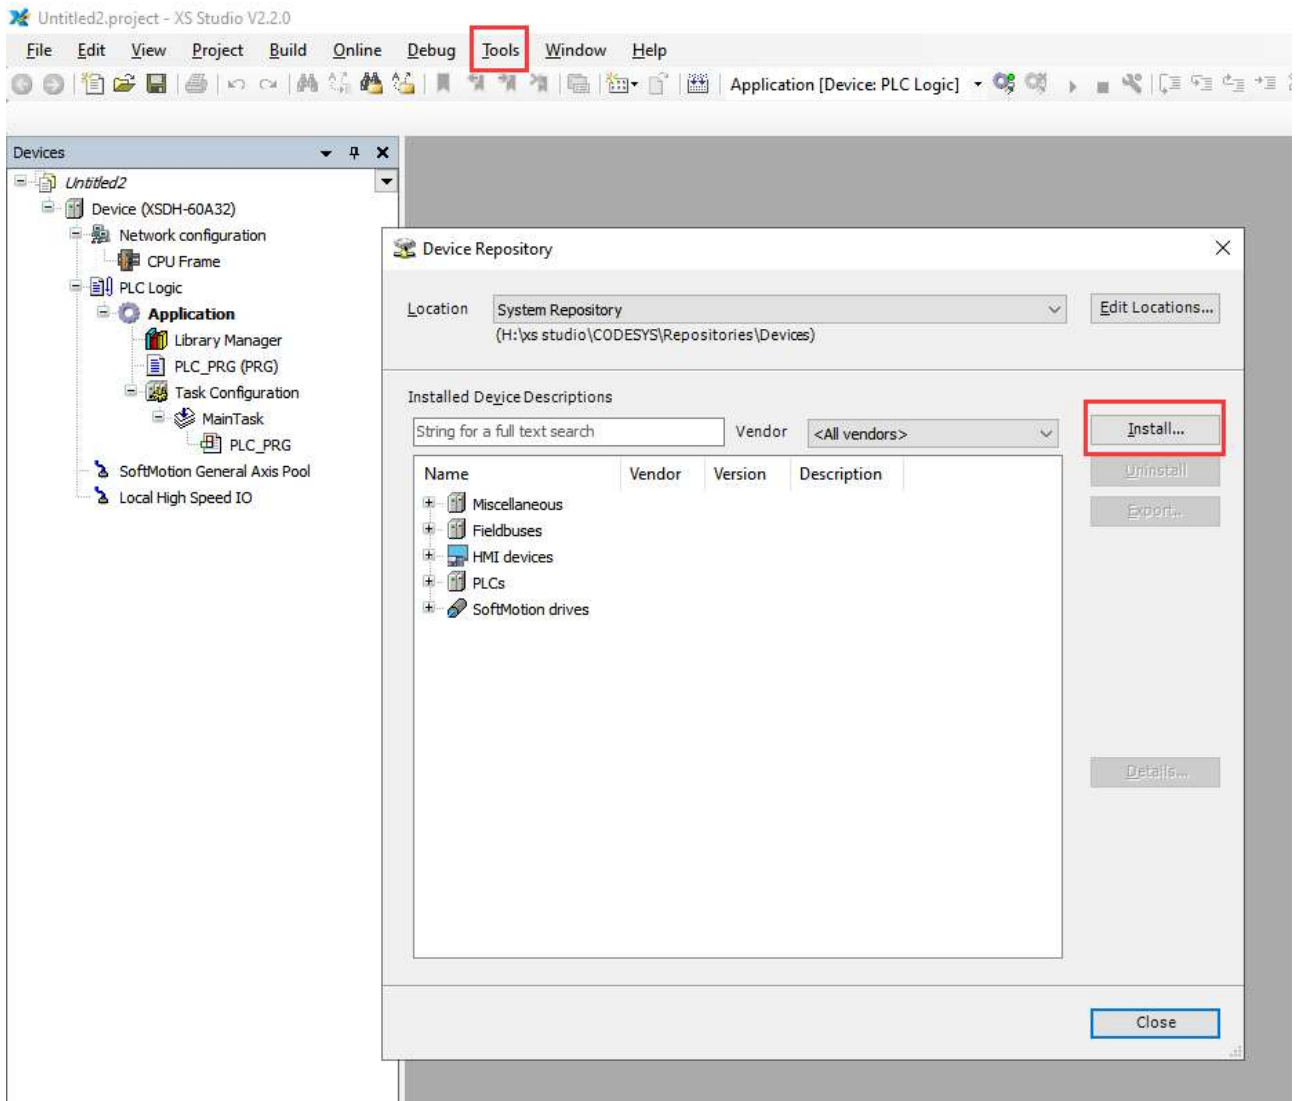 Untitled2.project - XS Studio V2.2.0
File Edit View Project Build Online Debug Tools Window Help
Application [Device: PLC Logic]
Devices
Untitled2
Device (XSDH-60A32)
Network configuration
CPU Frame
PLC Logic
Application
Library Manager
PLC_PRG (PRG)
Task Configuration
MainTask
PLC_PRG
SoftMotion General Axis Pool
Local High Speed IO
Device Repository
Location System Repository Edit Locations...
(H:\xs studio\CODESYS\Repositories\Devices)
Installed Device Descriptions
String for a full text search Vendor <All vendors> Install...
Name Vendor Version Description Uninstall
Miscellaneous Export...
Fieldbuses
HMI devices
PLCs
SoftMotion drives
Details...
Close